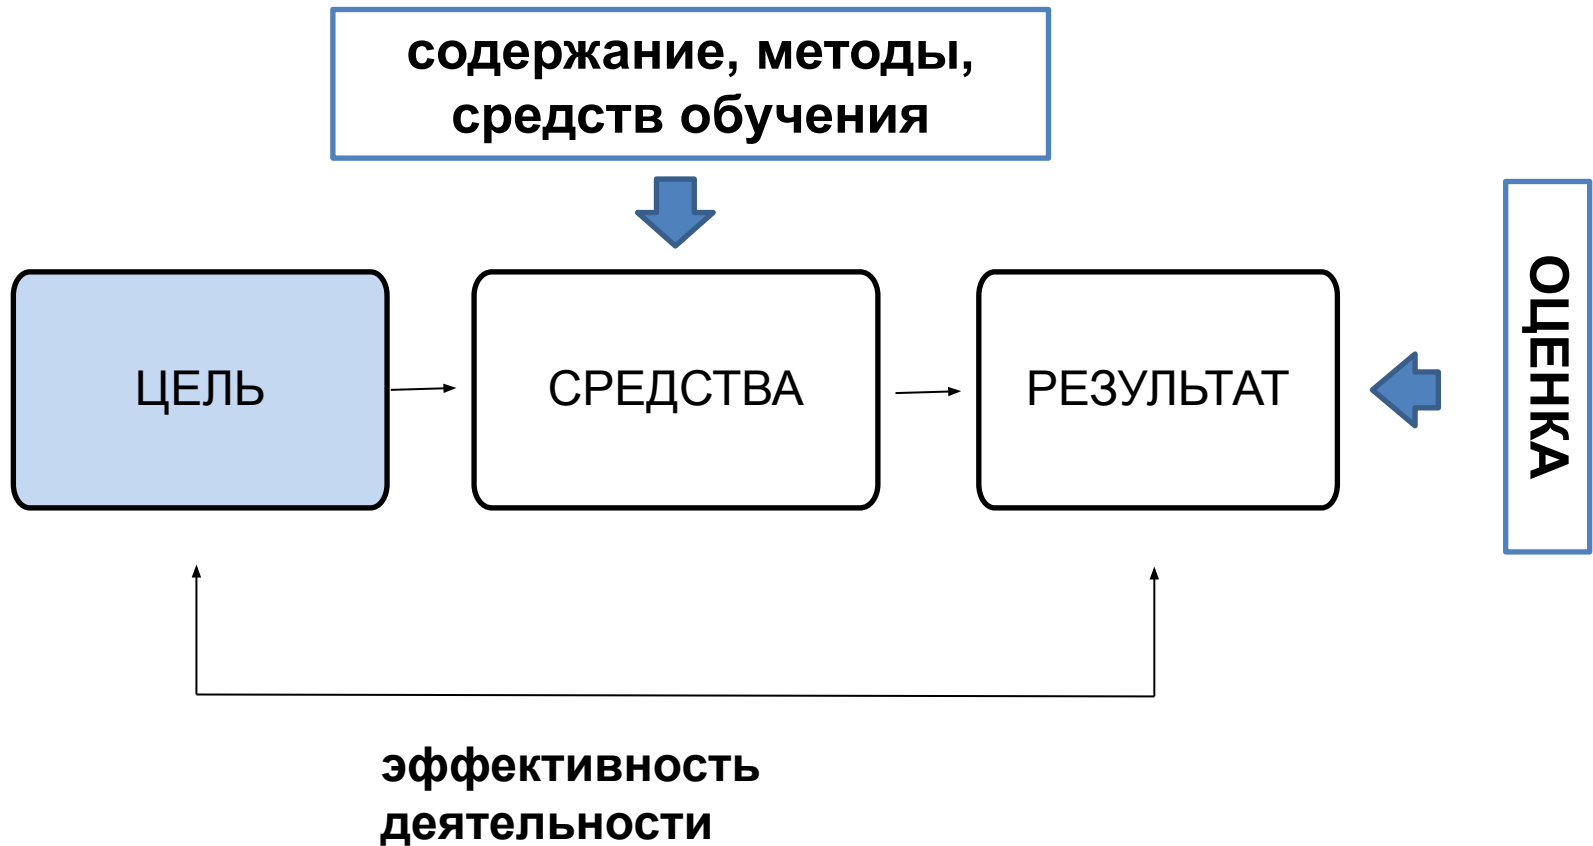 содержание, методы,
средств обучения
ЦЕЛЬ
СРЕДСТВА
РЕЗУЛЬТАТ
ОЦЕНКА
эффективность
деятельности